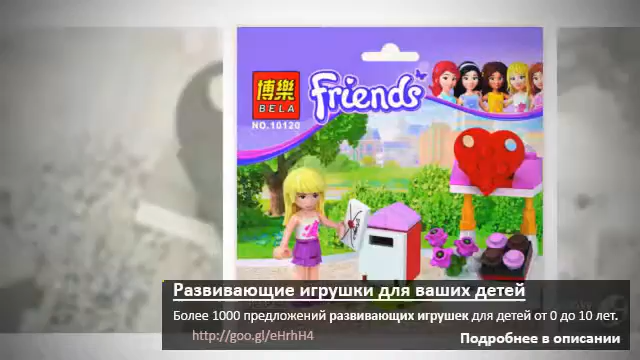 博樂
BELA
NO.10120
Friends
Развивающие игрушки для ваших детей
Более 1000 предложений развивающих игрушек для детей от 0 до 10 лет.
http://goo.gl/eHrhH4
Подробнее в описании